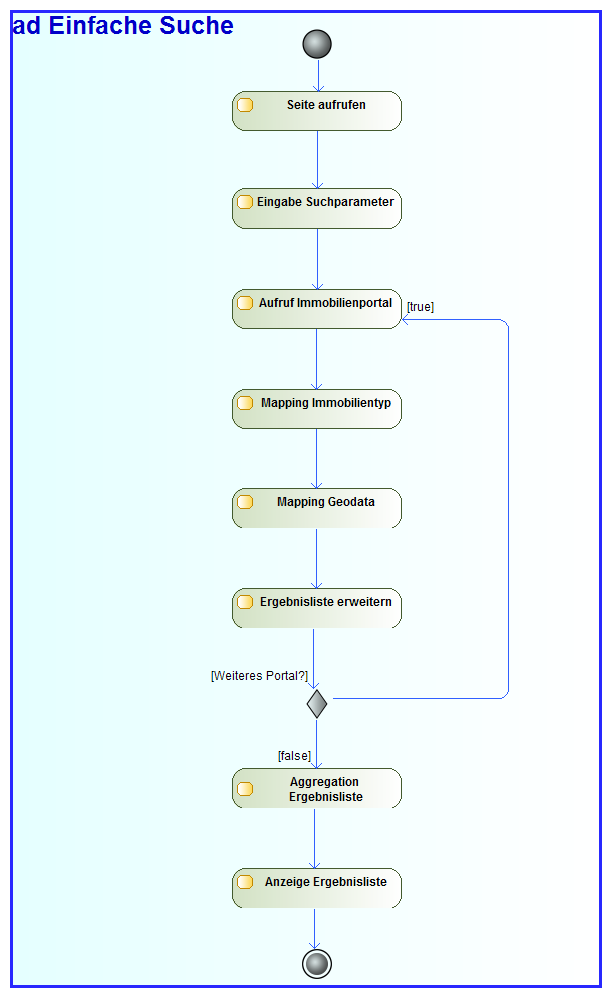 ad Einfache Suche
Seite aufrufen
Eingabe Suchparameter
Aufruf Immobilienportal
[true]
Mapping Immobilientyp
Mapping Geodata
Ergebnisliste erweitern
[Weiteres Portal?]
[false]
Aggregation
Ergebnisliste
Anzeige Ergebnisliste